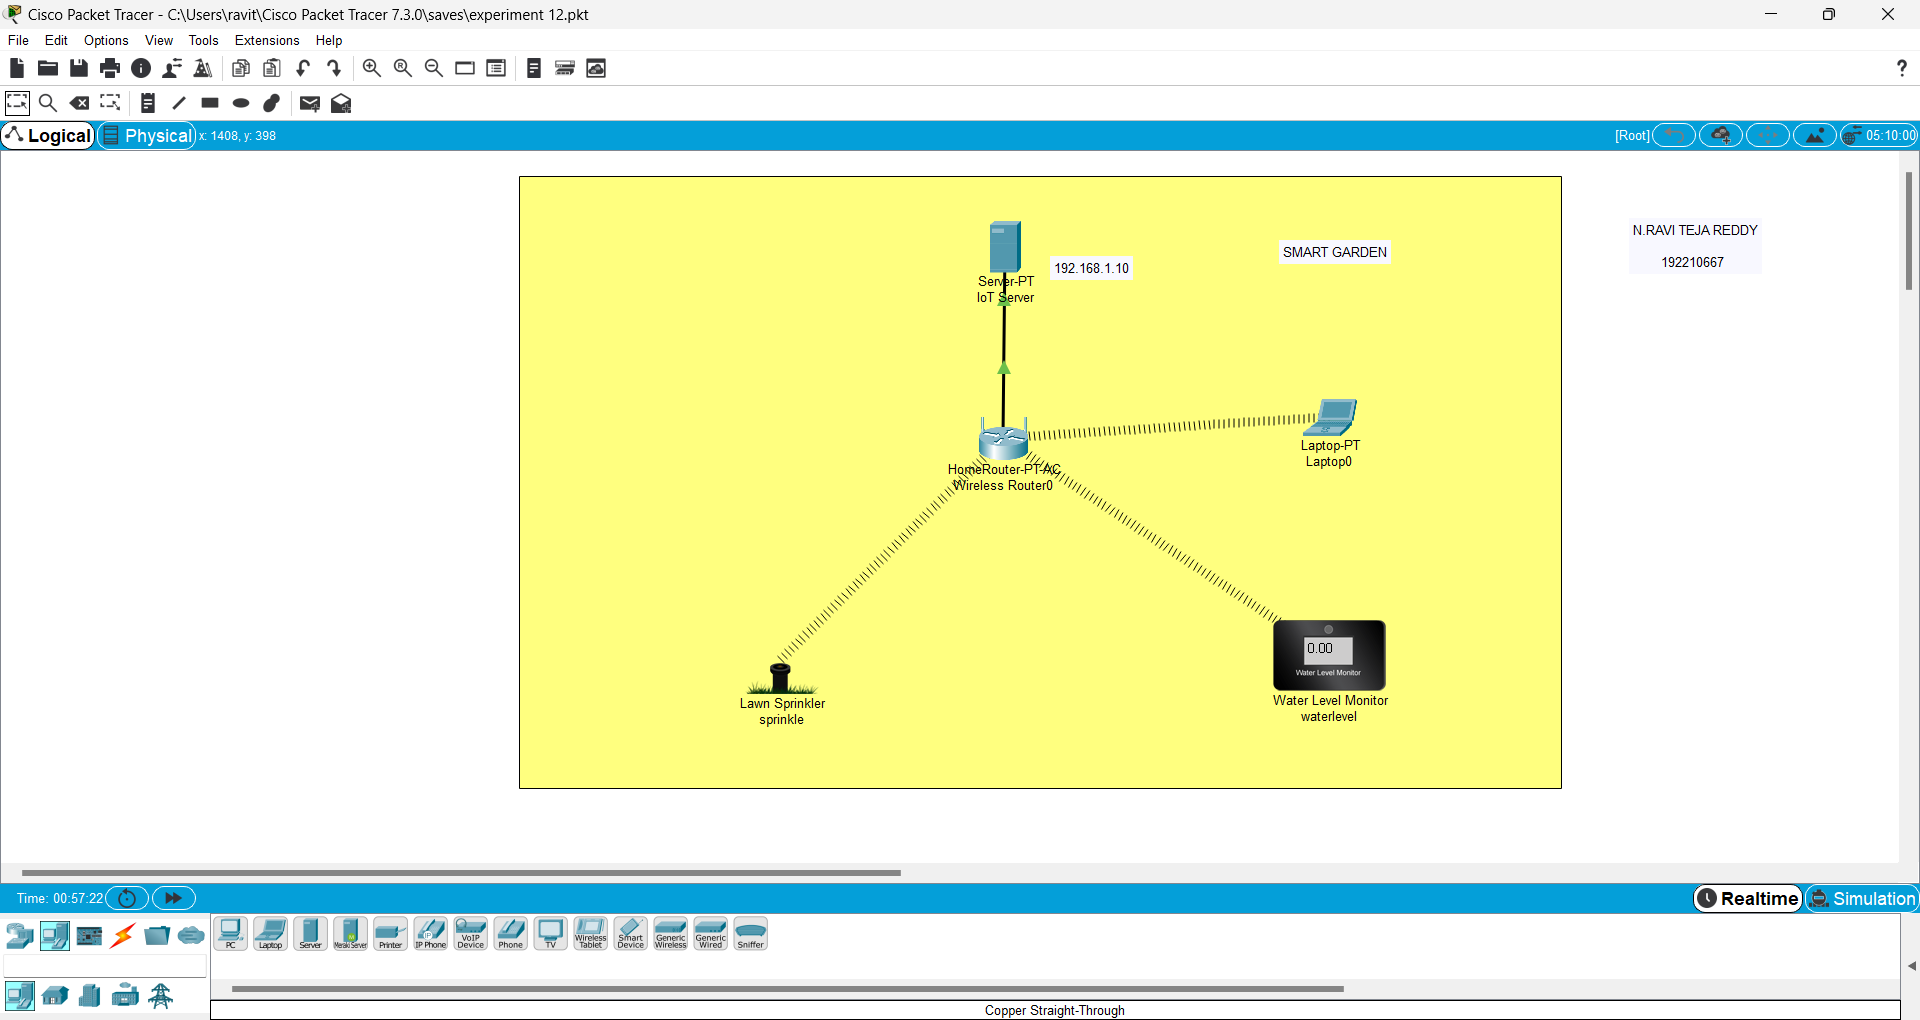 Cisco Packet Tracer - C:\Users\ravit\Cisco Packet Tracer 7.3.0\saves\experiment 12.pkt
File Edit Options View Tools Extensions Help
Logical Physical x: 1408, y: 398 [Root] 05:10:00
SMART GARDEN
N.RAVI TEJA REDDY
192210667
192.168.1.10
Server-PT
IoT Server
HomeRouter-PT-AC
Wireless Router0
Laptop-PT
Laptop0
0.00
Water Level Monitor
Water Level Monitor
waterlevel
Lawn Sprinkler
sprinkle
Time: 00:57:22 Realtime Simulation
PC
Laptop
Server
Meraki Server
Printer
IP Phone
VoIP
Device
Phone
TV
Wireless
Tablet
Smart
Device
Generic
Wireless
Generic
Wired
Sniffer
Copper Straight-Through